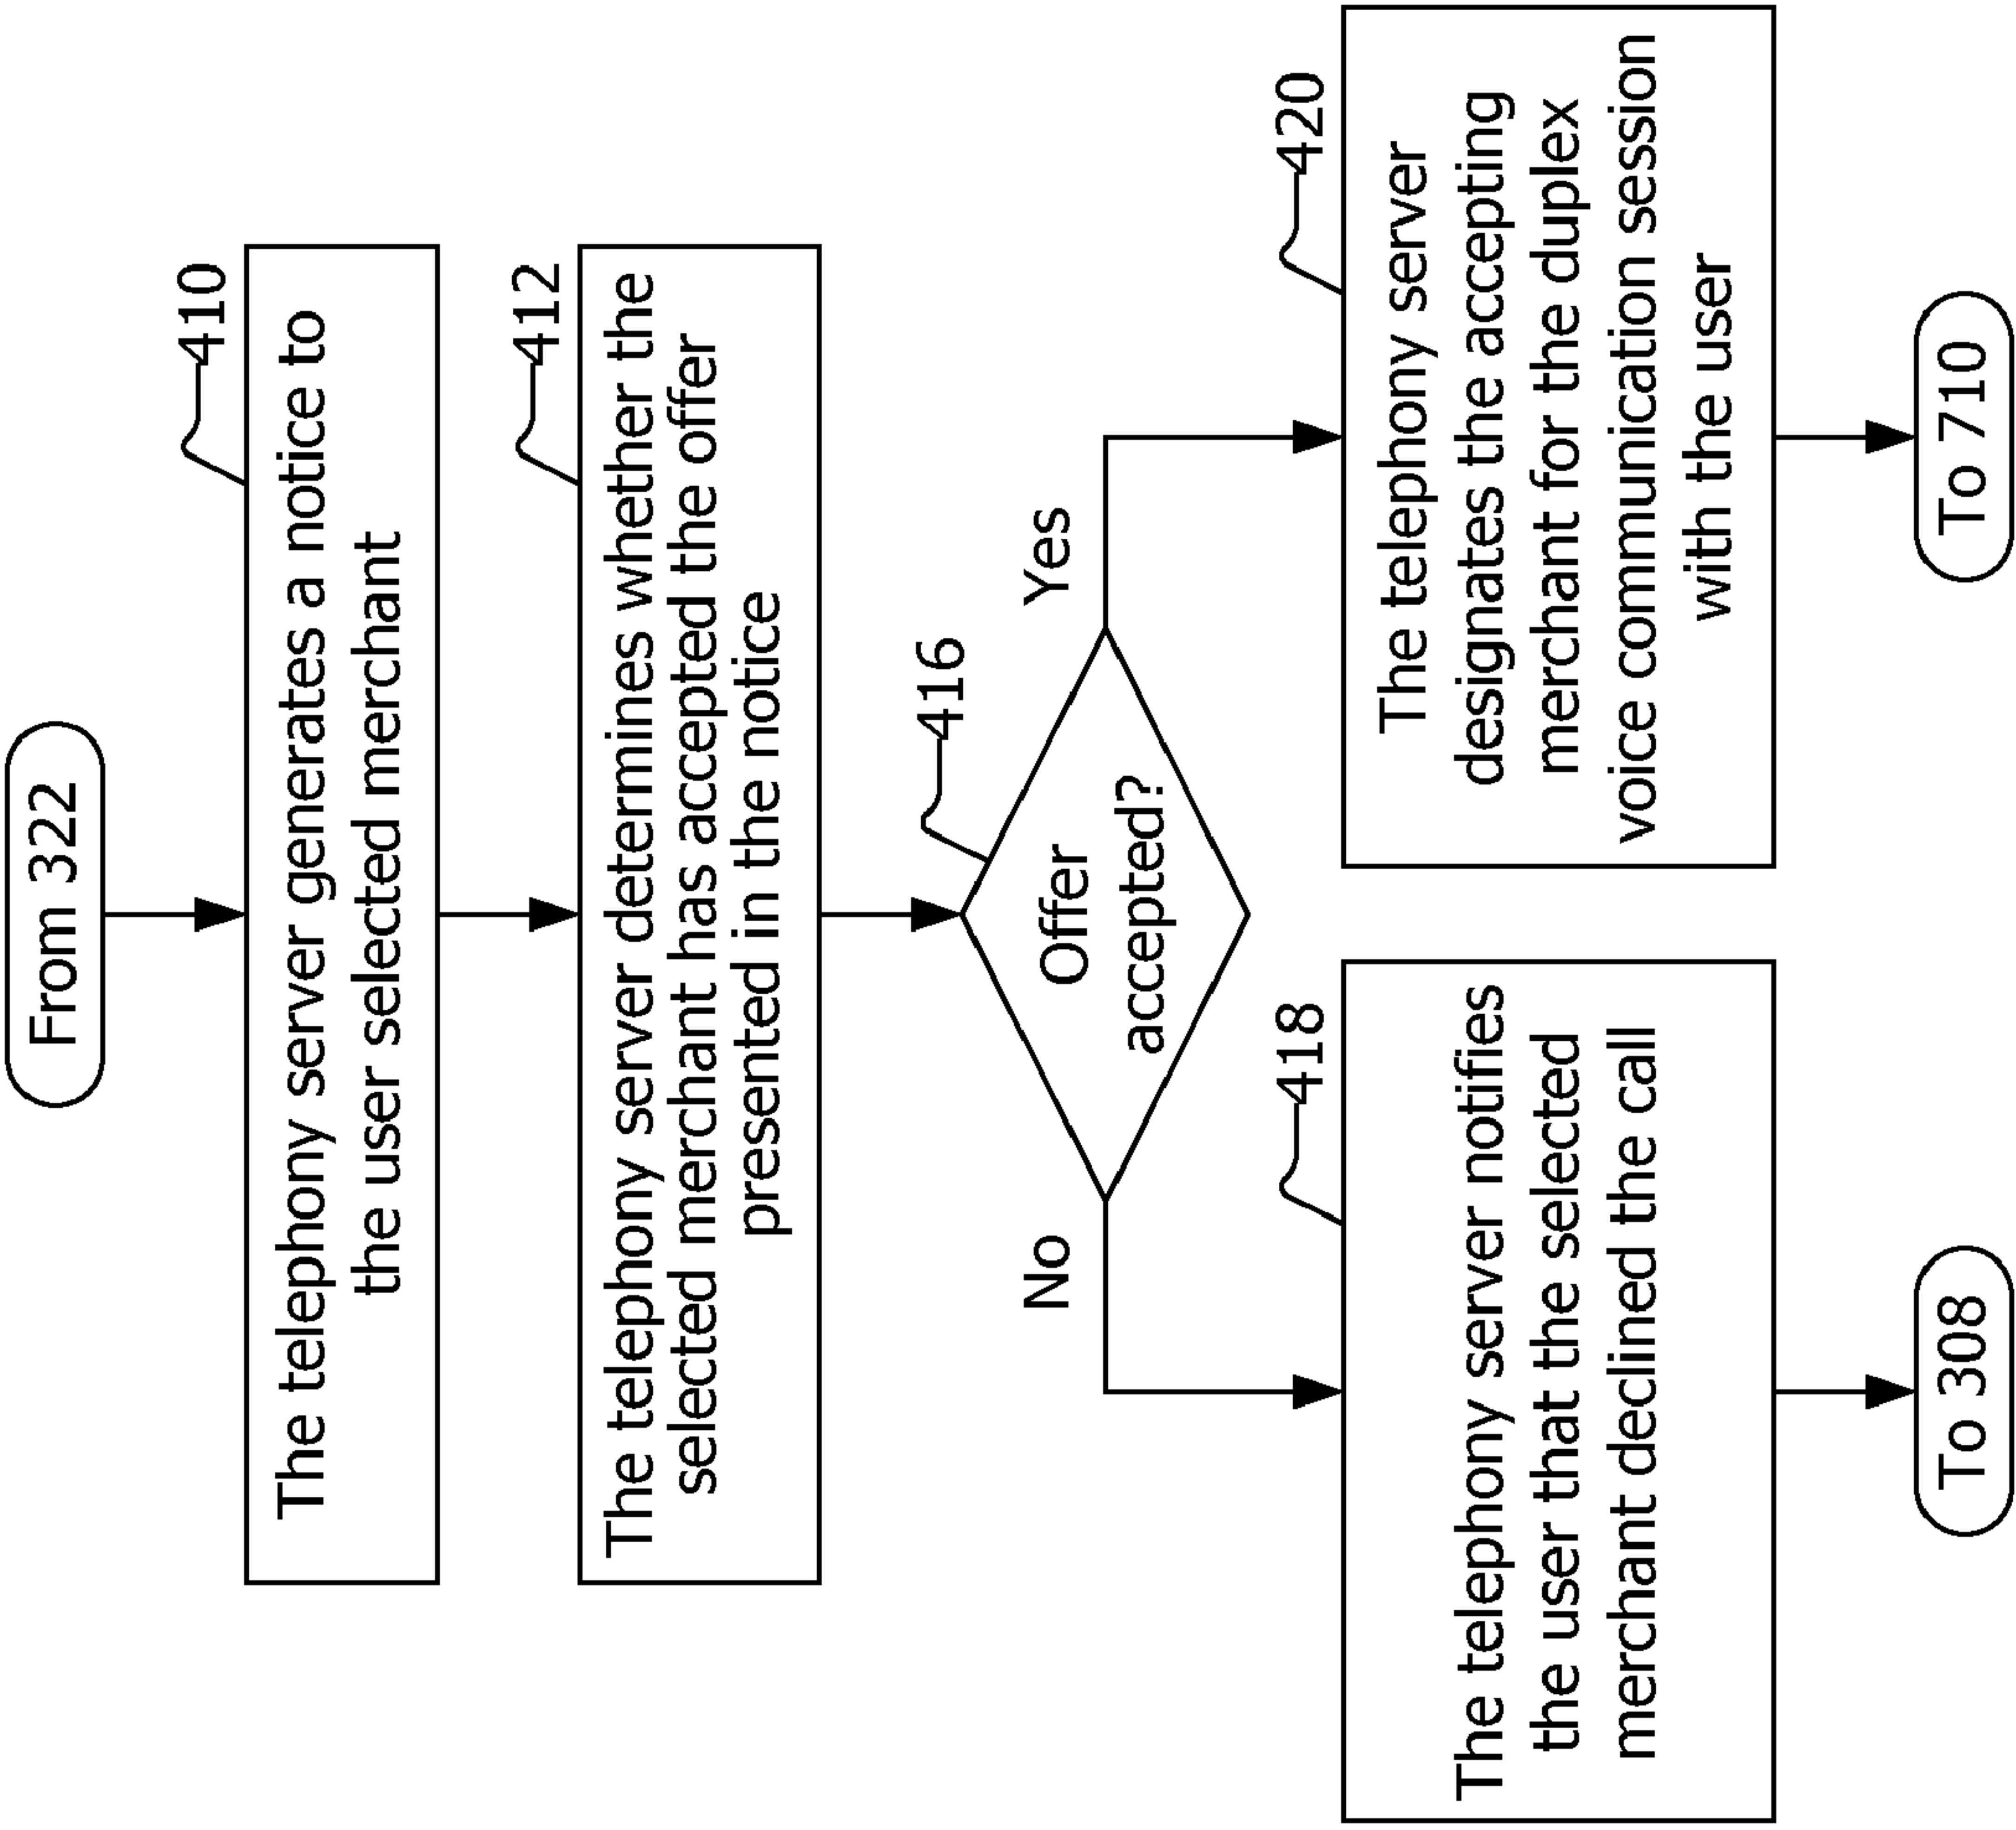 From 322
410
The telephony server generates a notice to
the user selected merchant
412
The telephony server determines whether the
selected merchant has accepted the offer
presented in the notice
416
Offer
accepted?
No
Yes
418
The telephony server notifies
the user that the selected
merchant declined the call
420
The telephony server
designates the accepting
merchant for the duplex
voice communication session
with the user
To 308
To 710